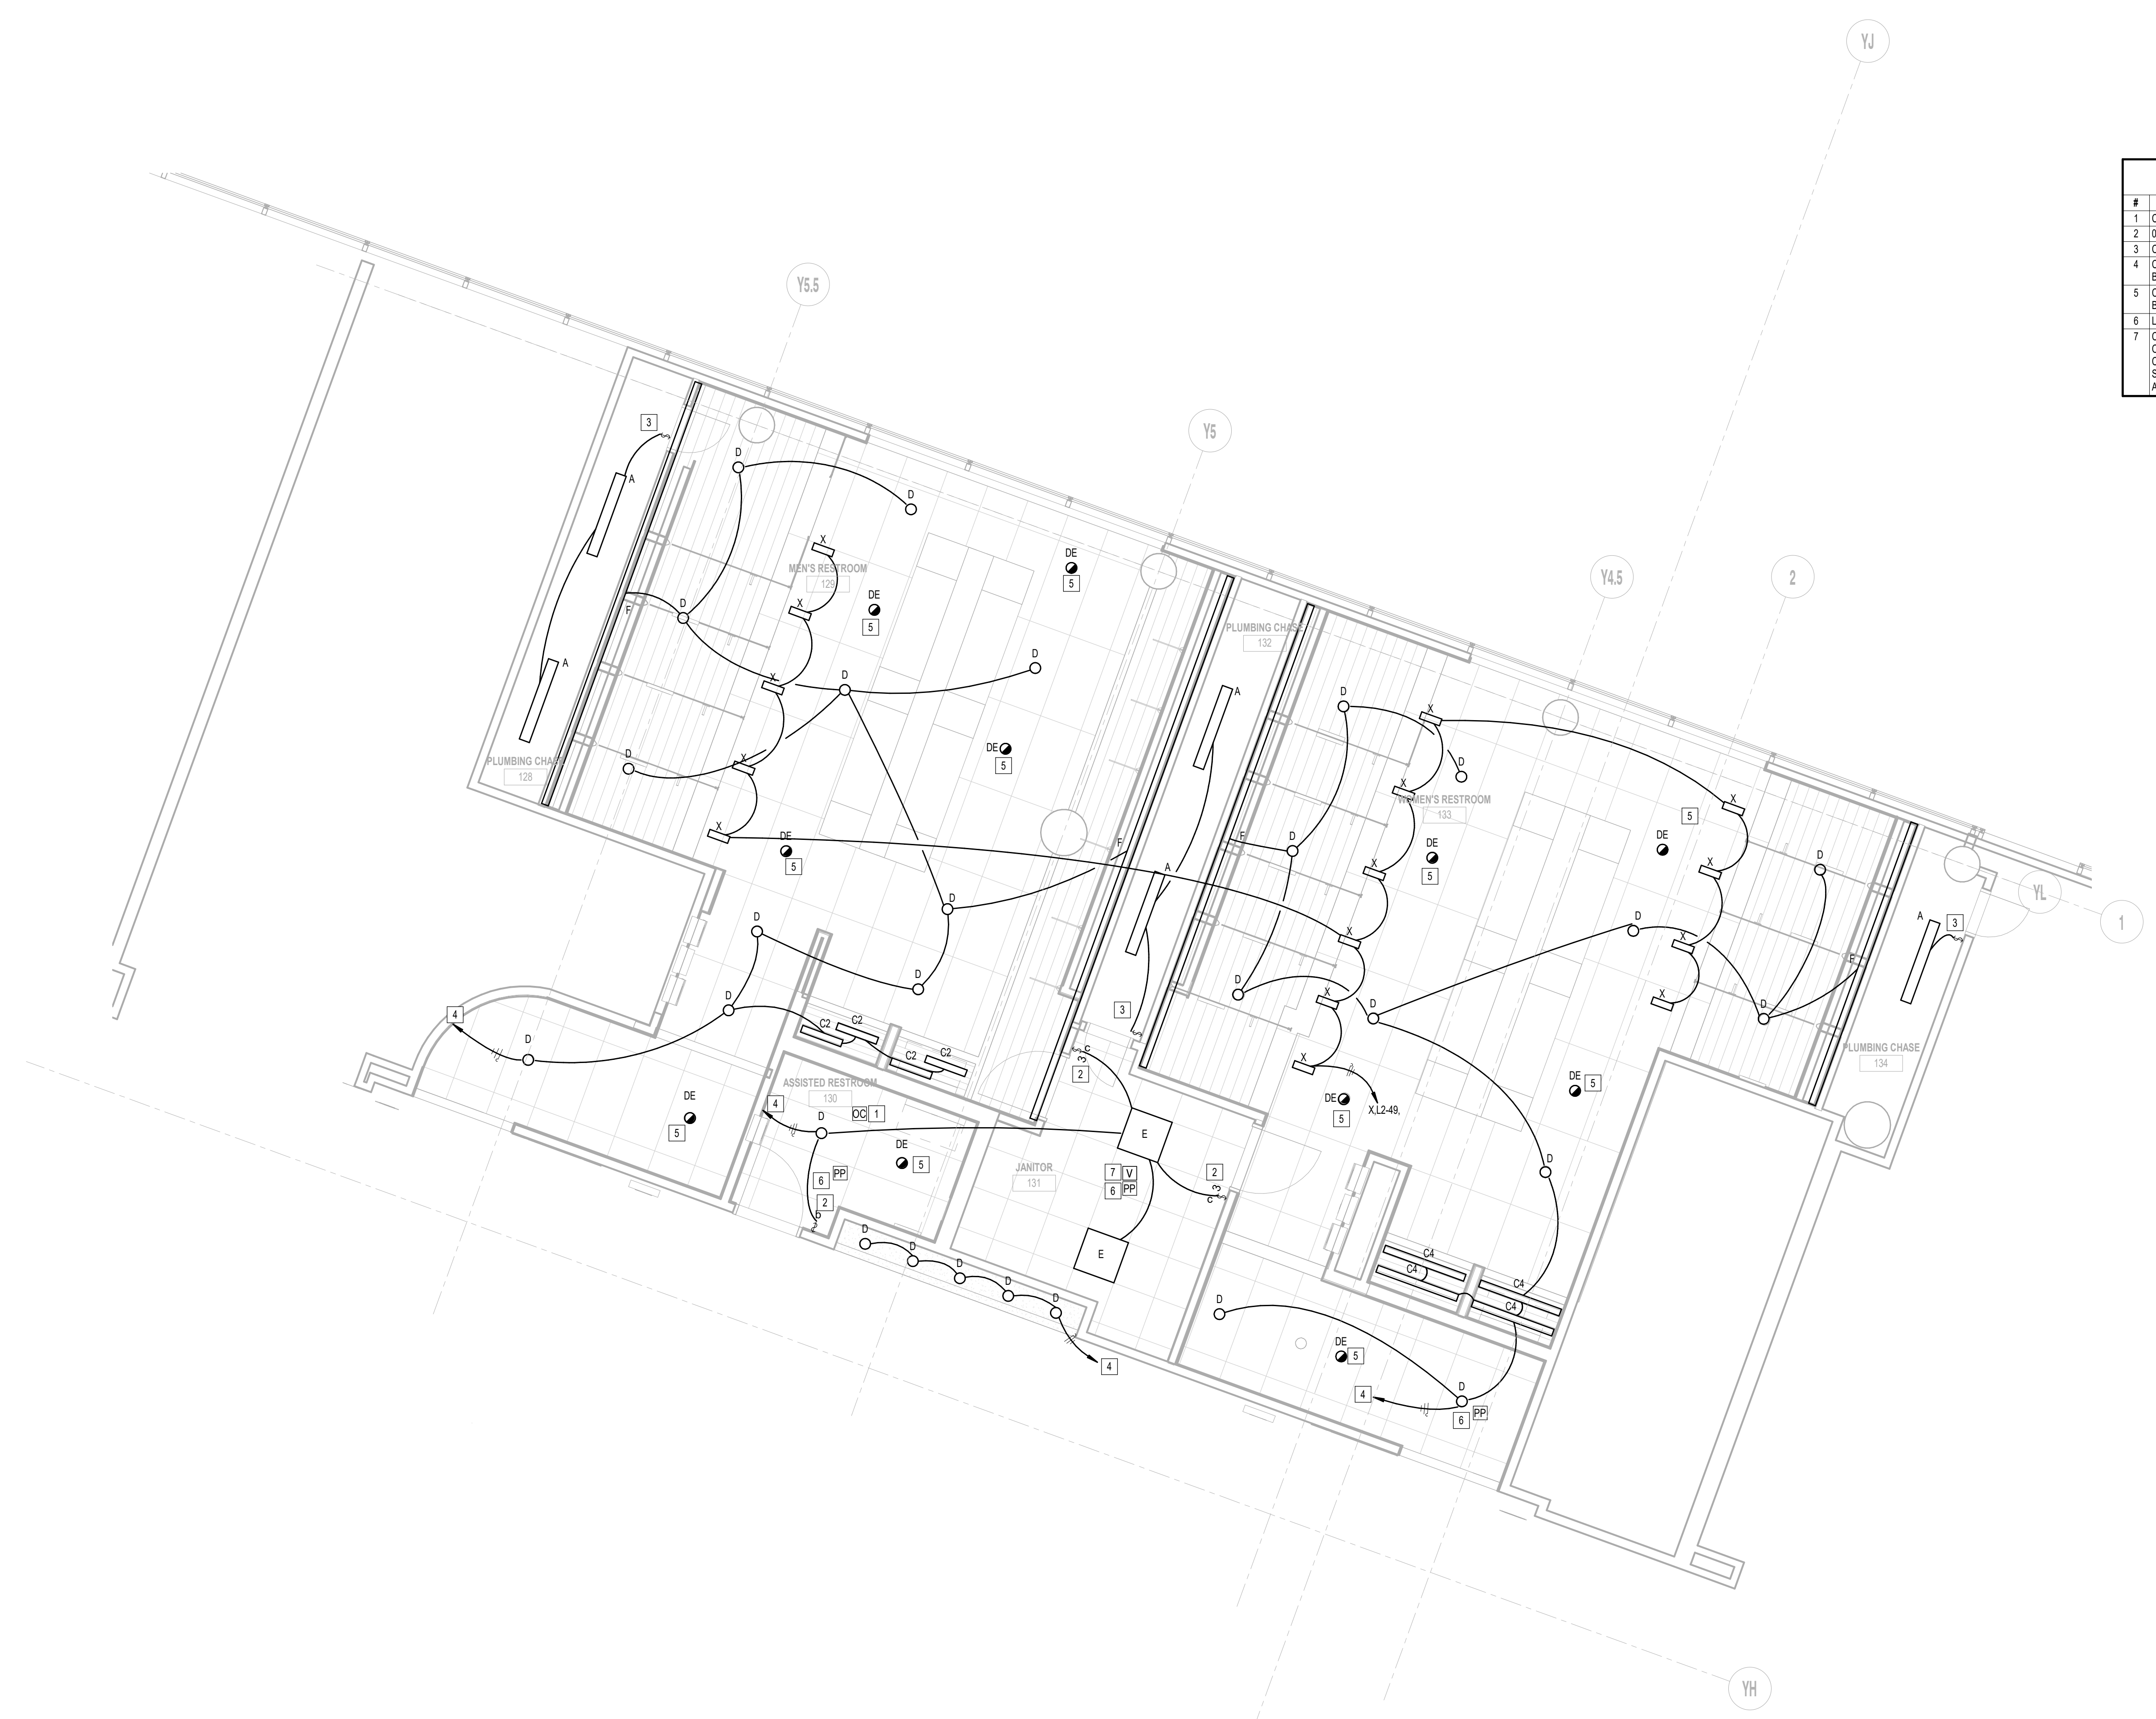 YJ
Y5.5
#
1 C
2 0
3 C
4 C
B
5 C
B
6 L
7 C
C
C
S
A
Y5
3
D
A
D
X
DE
5
Y4.5
2
MEN'S RESTROOM
129
DE
5
X
D
F
PLUMBING CHASE
132
D
A
X
D
A
D
X
D
X
DE
5
D
D
X
PLUMBING CHASE
128
X
WOMEN'S RESTROOM
133
X
5
X
DE
5
F
F
D
DE
5
DE
X
D
A
X
YL
D
D
A
3
1
X
X
D
F
D
D
X
X
4
D
C2
C2
3
D
C2
C2
c
3
2
X
PLUMBING CHASE
134
ASSISTED RESTROOM
130
DE
5
DE
5
4
D
OC 1
X,L2-49,
5
DE
5
E
DE
5
D
JANITOR
131
7 V
6 PP
2
3
c
6 PP
2
b
3
D
D
D
D
D
E
C4
C4
C4
C4
D
DE
5
4
4
D
6 PP
YH